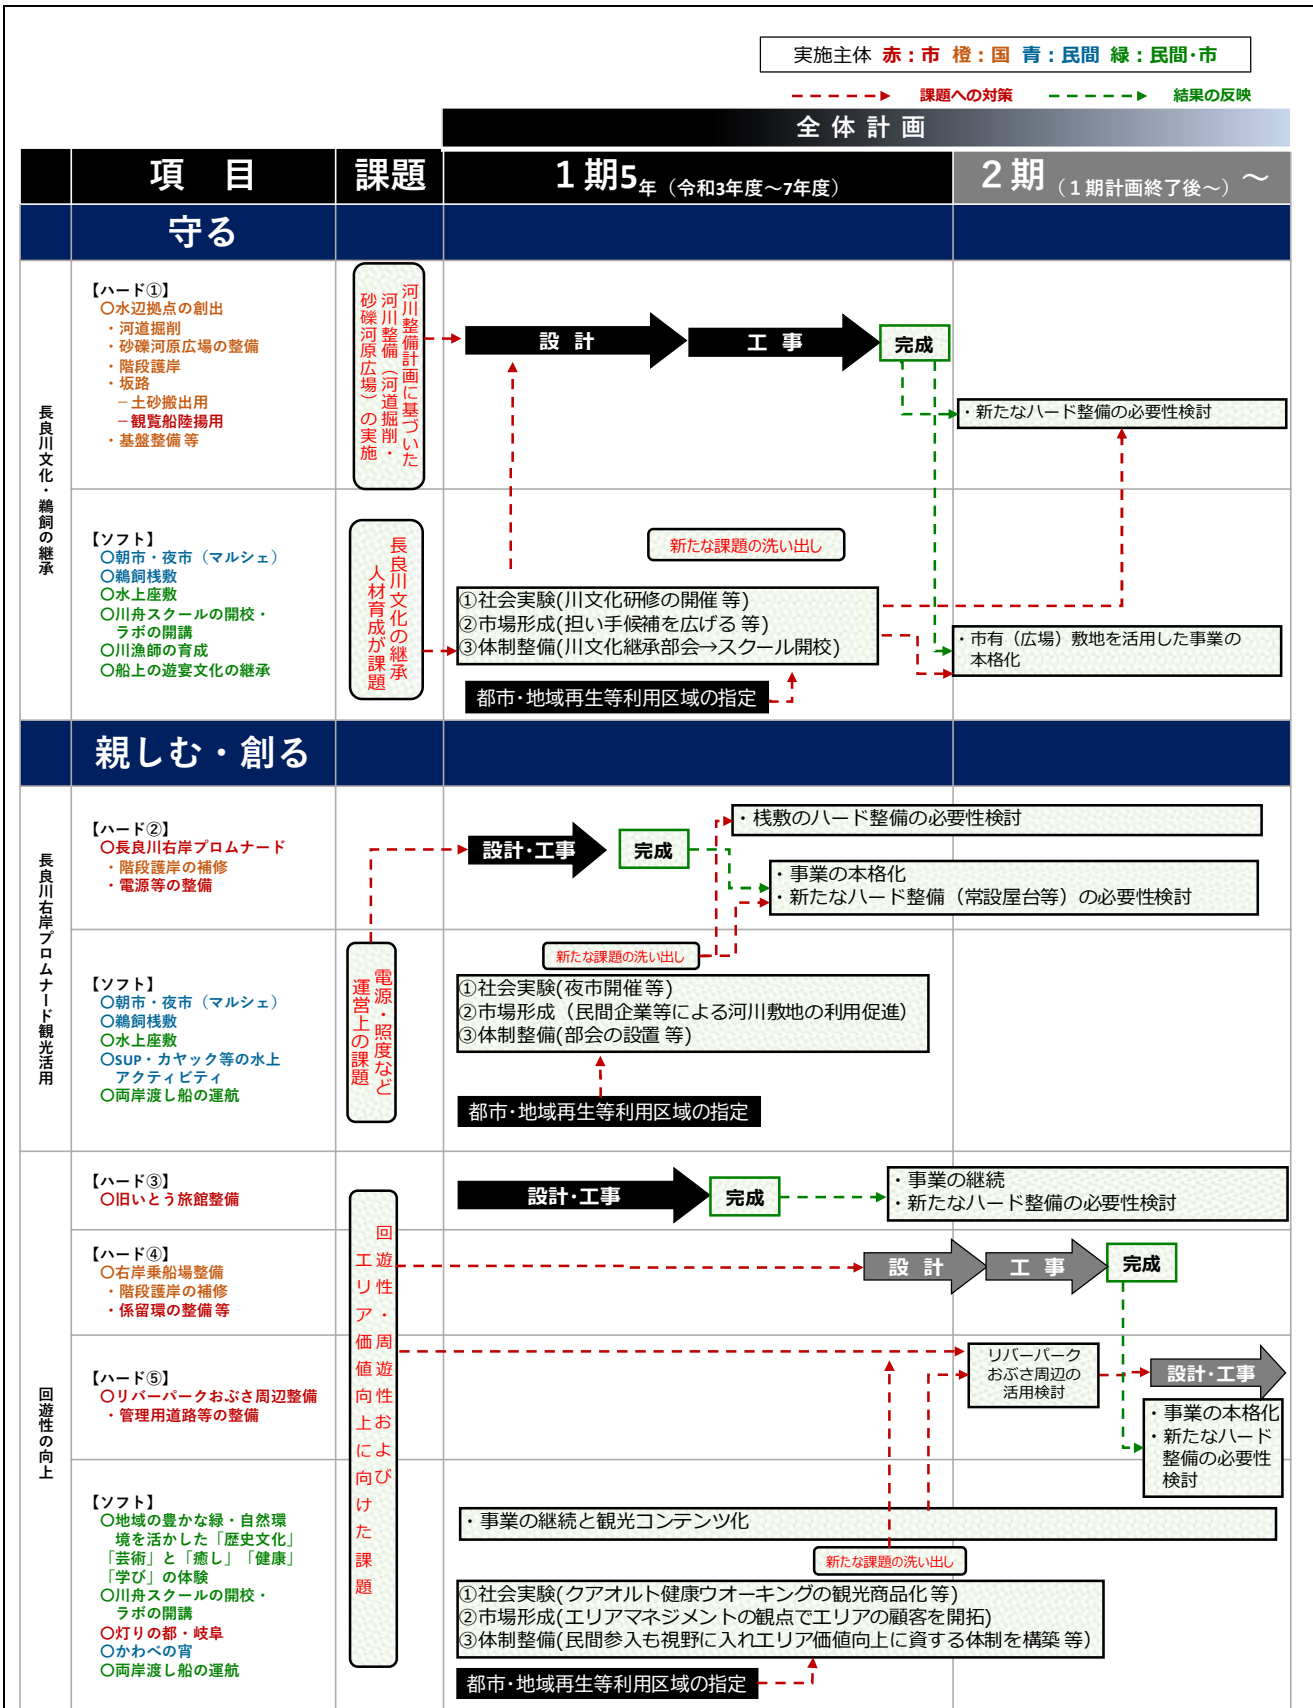 実施主体 赤：市 橙：国 青：民間 緑：民間･市
課題への対策
結果の反映
全体計画
項　目
課題
１期5年（令和3年度～7年度）
２期（１期計画終了後～）～
守る
長良川文化・鵜飼の継承
【ハード①】
〇水辺拠点の創出
・河道掘削
・砂礫河原広場の整備
・階段護岸
・坂路
－土砂搬出用
－観覧船陸揚用
・基盤整備 等
河川整備計画に基づいた
河川整備（河道掘削・
砂礫河原広場）の実施
設 計
工 事
完成
・新たなハード整備の必要性検討
【ソフト】
〇朝市・夜市（マルシェ）
〇鵜飼桟敷
〇水上座敷
〇川舟スクールの開校・
ラボの開講
〇川漁師の育成
〇船上の遊宴文化の継承
長良川文化の継承
人材育成が課題
新たな課題の洗い出し
①社会実験(川文化研修の開催 等)
②市場形成(担い手候補を広げる 等)
③体制整備(川文化継承部会→スクール開校)
都市･地域再生等利用区域の指定
・市有（広場）敷地を活用した事業の
本格化
親しむ・創る
長良川右岸プロムナード観光活用
【ハード②】
〇長良川右岸プロムナード
・階段護岸の補修
・電源等の整備
設計･工事
完成
・桟敷のハード整備の必要性検討
・事業の本格化
・新たなハード整備（常設屋台等）の必要性検討
【ソフト】
〇朝市・夜市（マルシェ）
〇鵜飼桟敷
〇水上座敷
〇SUP・カヤック等の水上
アクティビティ
〇両岸渡し船の運航
電源・照度など
運営上の課題
新たな課題の洗い出し
①社会実験(夜市開催 等)
②市場形成（民間企業等による河川敷地の利用促進)
③体制整備(部会の設置 等)
都市･地域再生等利用区域の指定
回遊性の向上
【ハード③】
〇旧いとう旅館整備
設計･工事
完成
・事業の継続
・新たなハード整備の必要性検討
【ハード④】
〇右岸乗船場整備
・階段護岸の補修
・係留環の整備 等
回遊性・周遊性および
エリア価値向上に向けた課題
設 計
工 事
完成
【ハード⑤】
〇リバーパークおぶさ周辺整備
・管理用道路等の整備
リバーパーク
おぶさ周辺の
活用検討
設計･工事
・事業の本格化
・新たなハード
整備の必要性
検討
【ソフト】
〇地域の豊かな緑・自然環
境を活かした「歴史文化」
「芸術」と「癒し」「健康」
「学び」の体験
〇川舟スクールの開校・
ラボの開講
〇灯りの都・岐阜
〇かわべの宵
〇両岸渡し船の運航
・事業の継続と観光コンテンツ化
新たな課題の洗い出し
①社会実験(クアオルト健康ウオーキングの観光商品化 等)
②市場形成(エリアマネジメントの観点でエリアの顧客を開拓)
③体制整備(民間参入も視野に入れエリア価値向上に資する体制を構築 等)
都市･地域再生等利用区域の指定